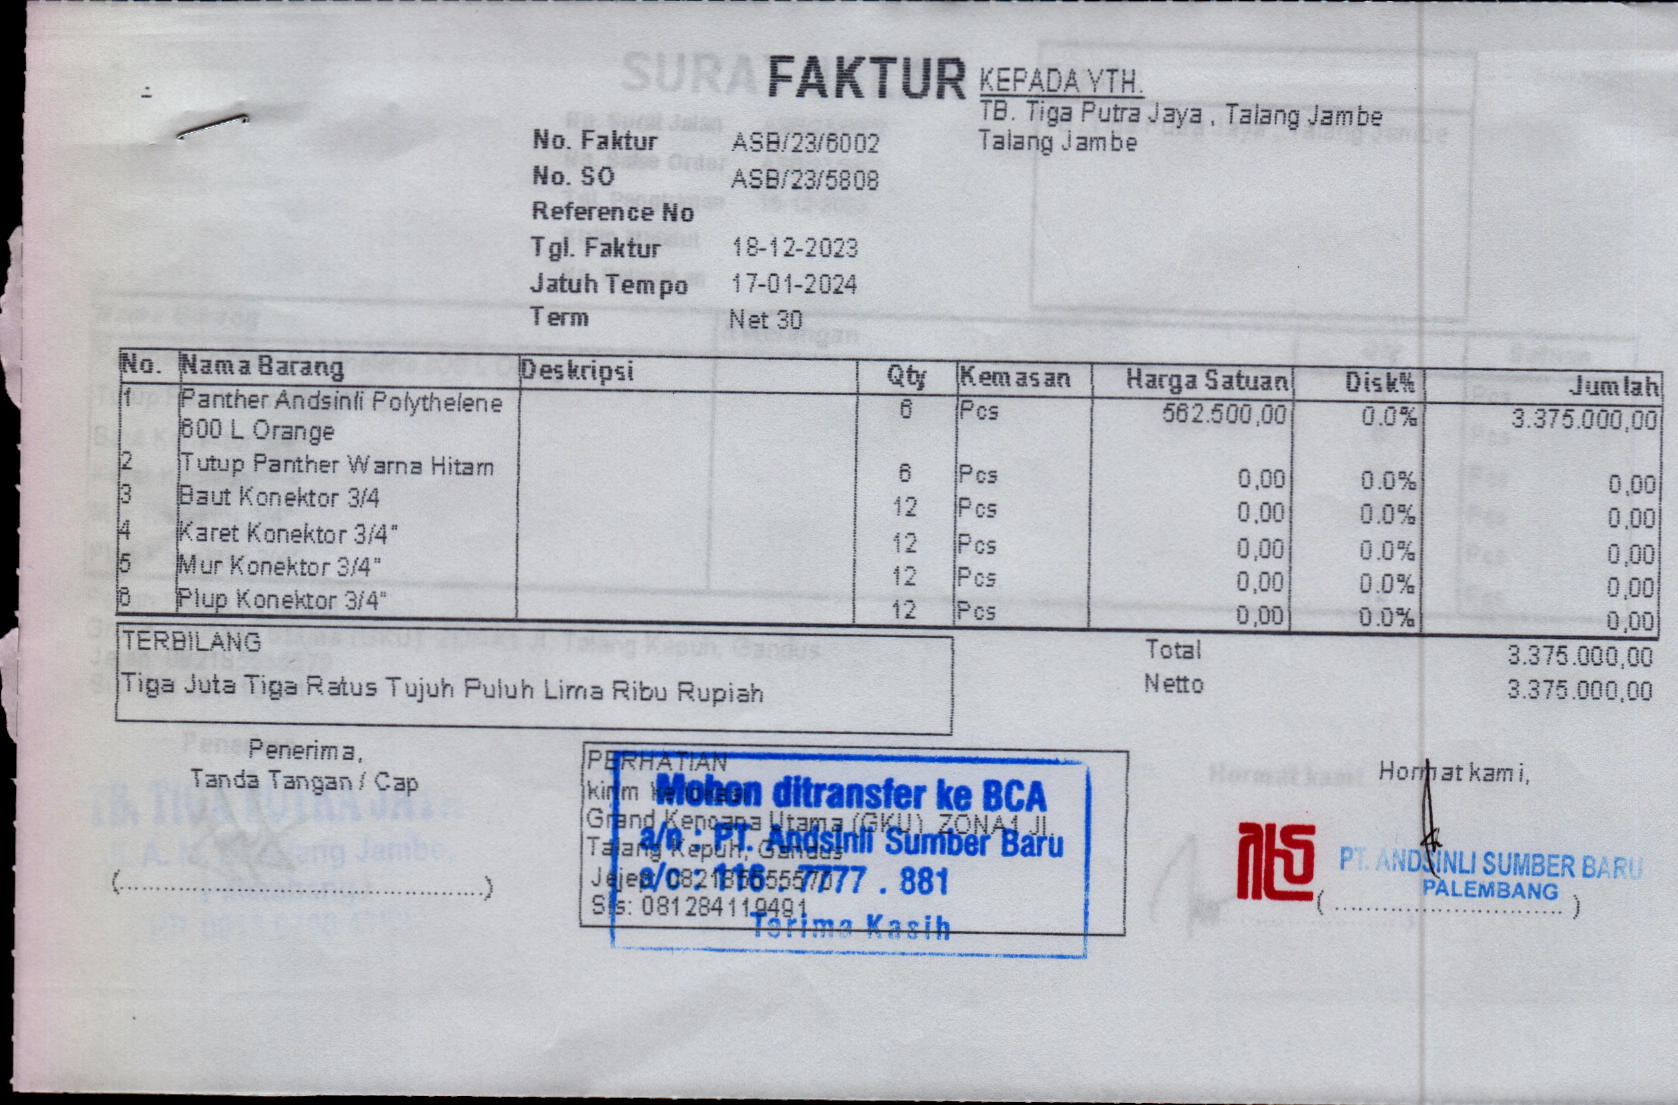 FAKTUR
KEPADA YTH.
TB. Tiga Putra Jaya , Talang Jambe
Talang Jambe
No. Faktur ASB/23/6002
No. SO ASB/23/5808
Reference No
Tgl. Faktur 18-12-2023
Jatuh Tempo 17-01-2024
Term Net 30
No. Nama Barang Deskripsi Qty Kemasan Harga Satuan Disk% Jumlah
1 Panther Andsinli Polythelene 6 Pcs 562.500,00 0.0% 3.375.000,00
600 L Orange
2 Tutup Panther Warna Hitam 6 Pcs 0,00 0.0% 0,00
3 Baut Konektor 3/4 12 Pcs 0,00 0.0% 0,00
4 Karet Konektor 3/4" 12 Pcs 0,00 0.0% 0,00
5 Mur Konektor 3/4" 12 Pcs 0,00 0.0% 0,00
6 Plup Konektor 3/4" 12 Pcs 0,00 0.0% 0,00
TERBILANG
Tiga Juta Tiga Ratus Tujuh Puluh Lima Ribu Rupiah
Total 3.375.000,00
Netto 3.375.000,00
Penerima,
Tanda Tangan / Cap
(....................................................)
PERHATIAN
kirim
Grand Kencana Utama (GKU) ZONA1 Jl.
Talang Kepuh, Gandus
Sls: 081284119491
Mohon ditransfer ke BCA
a/n : PT. Andsinli Sumber Baru
a/c : 116 . 7777 . 881
Terima Kasih
Hormat kami,
PT. ANDSINLI SUMBER BARU
PALEMBANG
( ................................. )